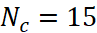 N_c = 15